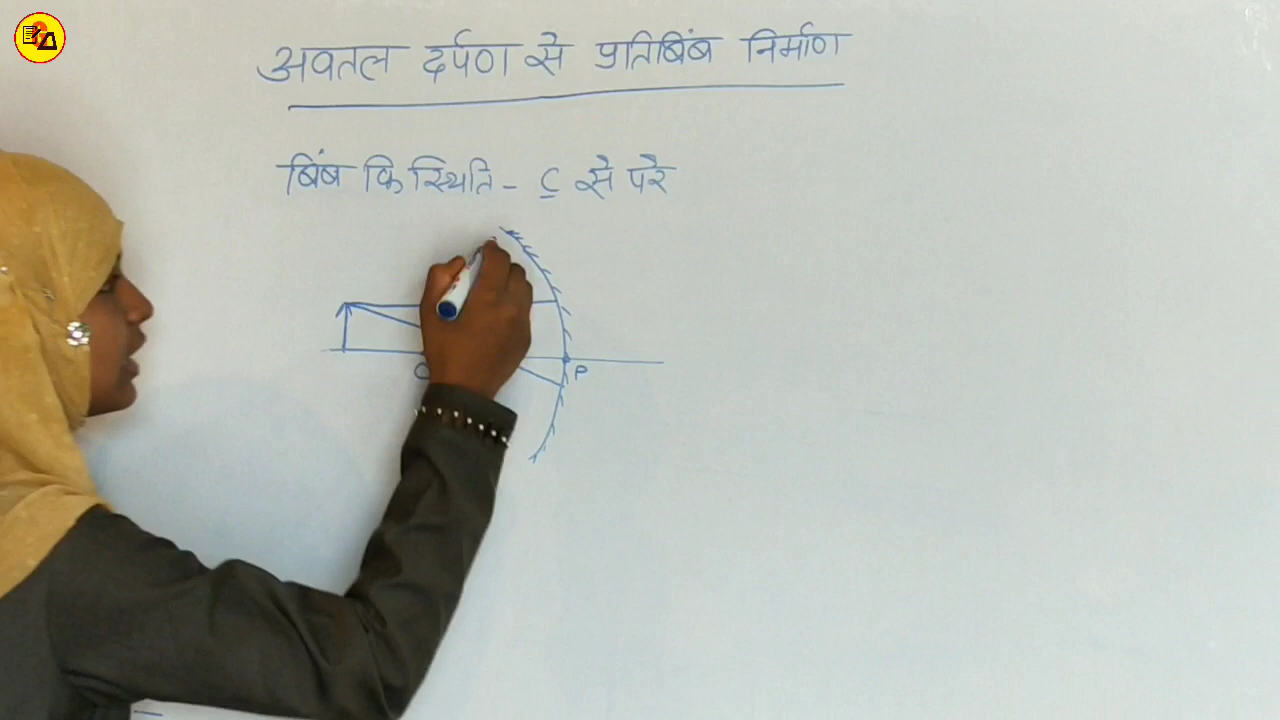 अवतल दर्पण से प्रतिबिंब निर्माण
बिंब कि स्थिति - C से परे
P